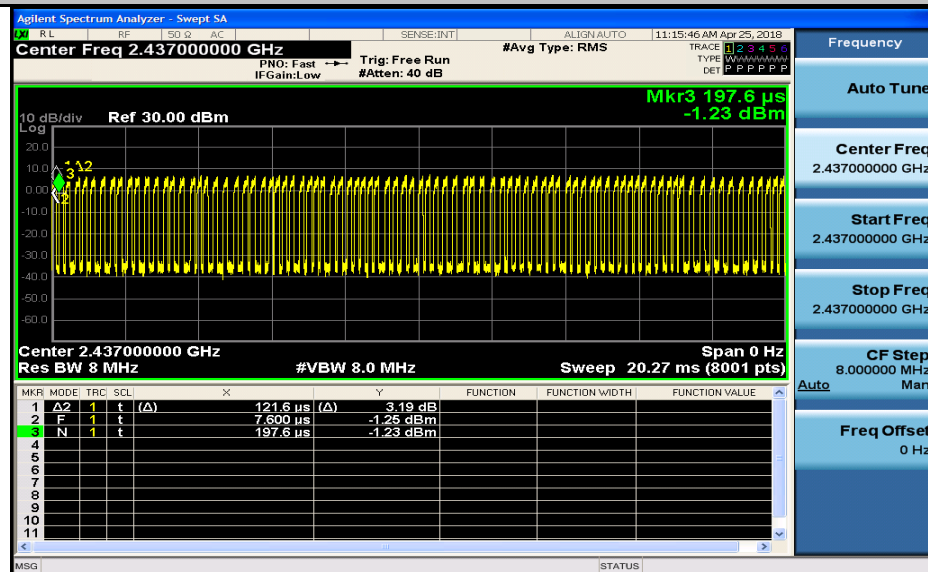 Agilent Spectrum Analyzer - Swept SA
LXI RL RF 50 Ω AC SENSE:INT ALIGN AUTO 11:15:46 AM Apr 25, 2018
Center Freq 2.437000000 GHz
PNO: Fast
IFGain:Low
Trig: Free Run
#Atten: 40 dB
#Avg Type: RMS
TRACE 1 2 3 4 5 6
TYPE
DET P P P P P P
Mkr3 197.6 µs
-1.23 dBm
10 dB/div Ref 30.00 dBm
Log
20.0
10.0
0.00
-10.0
-20.0
-30.0
-40.0
-50.0
-60.0
3 1Δ2
2
Center 2.437000000 GHz Span 0 Hz
Res BW 8 MHz #VBW 8.0 MHz Sweep 20.27 ms (8001 pts)
MKR MODE TRC SCL X Y FUNCTION FUNCTION WIDTH FUNCTION VALUE
1 Δ2 1 t (Δ) 121.6 µs (Δ) 3.19 dB
2 F 1 t 7.600 µs -1.25 dBm
3 N 1 t 197.6 µs -1.23 dBm
4
5
6
7
8
9
10
11
MSG STATUS
Frequency
Auto Tune
Center Freq
2.437000000 GHz
Start Freq
2.437000000 GHz
Stop Freq
2.437000000 GHz
CF Step
8.000000 MHz
Auto Man
Freq Offset
0 Hz